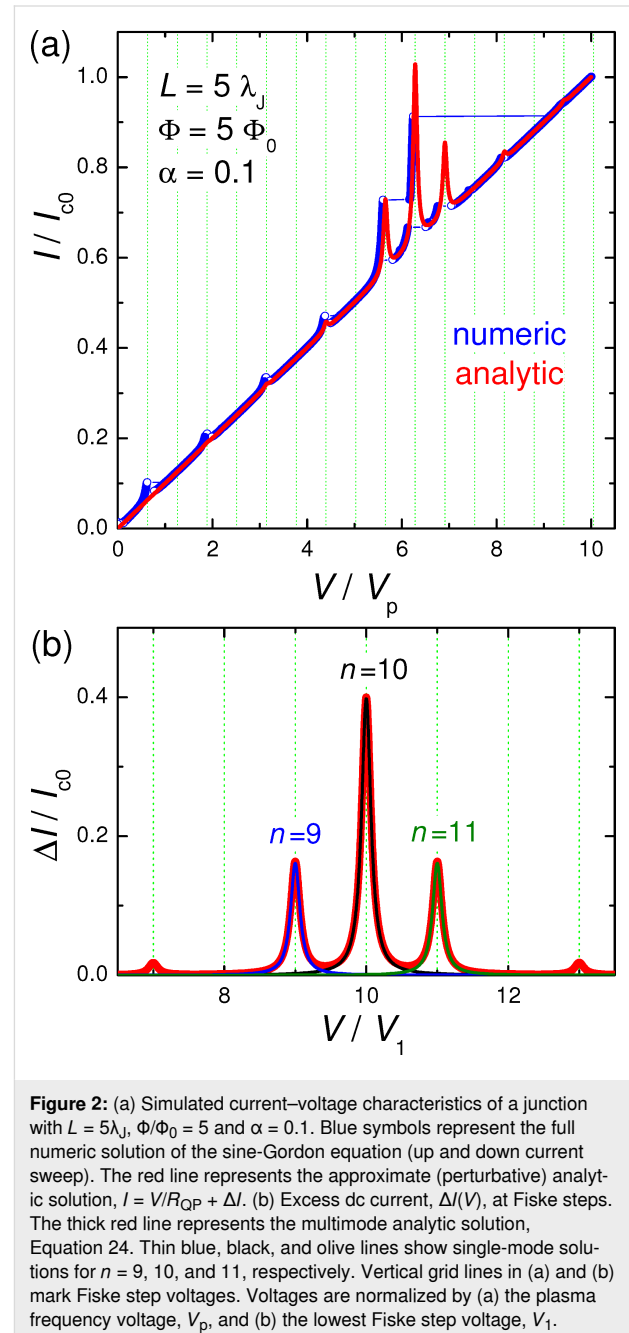 (a)
L = 5 λJ
Φ = 5 Φ0
α = 0.1
1.0
0.8
0.6
0.4
0.2
0.0
I / Ic0
numeric
analytic
0 2 4 6 8 10
V / Vp
(b)
n=10
n=9
n=11
0.4
0.2
0.0
ΔI / Ic0
8 10 12
V / V1
Figure 2: (a) Simulated current–voltage characteristics of a junction
with L = 5λJ, Φ/Φ0 = 5 and α = 0.1. Blue symbols represent the full
numeric solution of the sine-Gordon equation (up and down current
sweep). The red line represents the approximate (perturbative) analyt-
ic solution, I = V/RQP + ΔI. (b) Excess dc current, ΔI(V), at Fiske steps.
The thick red line represents the multimode analytic solution,
Equation 24. Thin blue, black, and olive lines show single-mode solu-
tions for n = 9, 10, and 11, respectively. Vertical grid lines in (a) and (b)
mark Fiske step voltages. Voltages are normalized by (a) the plasma
frequency voltage, Vp, and (b) the lowest Fiske step voltage, V1.